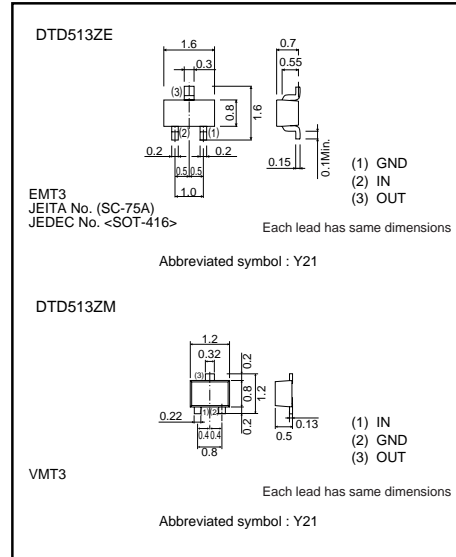 DTD513ZE
1.6
0.3
(3)
(2)
(1)
0.8
1.6
0.2
0.2
0.5 0.5
1.0
0.7
0.55
0.15
0.1Min.
(1) GND
(2) IN
(3) OUT
EMT3
JEITA No. (SC-75A)
JEDEC No. <SOT-416>
Each lead has same dimensions
Abbreviated symbol : Y21
DTD513ZM
1.2
0.32
(3)
(1)(2)
0.2
0.8
1.2
0.2
0.22
0.4 0.4
0.8
0.13
0.5
(1) IN
(2) GND
(3) OUT
VMT3
Each lead has same dimensions
Abbreviated symbol : Y21